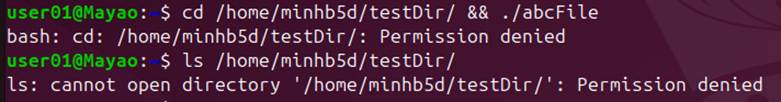 user01@Mayao:~$ cd /home/minhb5d/testDir/ && ./abcFile
bash: cd: /home/minhb5d/testDir/: Permission denied
user01@Mayao:~$ ls /home/minhb5d/testDir/
ls: cannot open directory '/home/minhb5d/testDir/': Permission denied